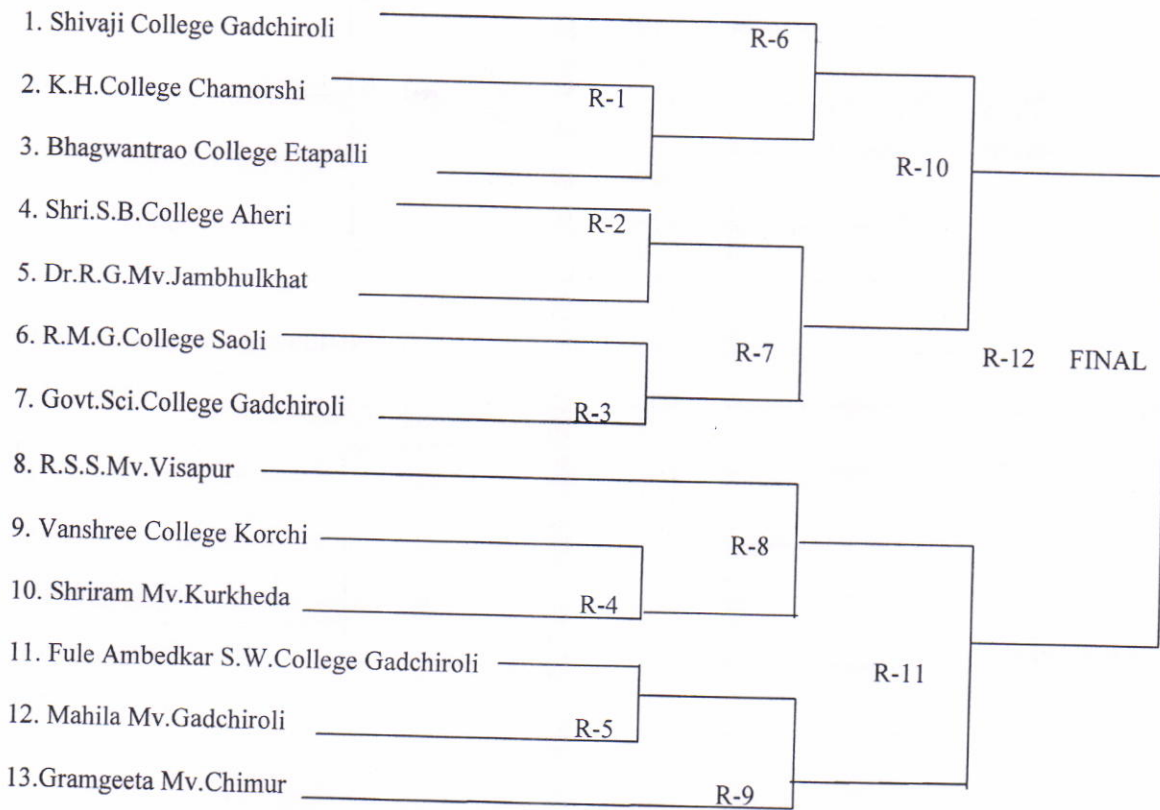 1. Shivaji College Gadchiroli
R-6
2. K.H.College Chamorshi
R-1
3. Bhagwantrao College Etapalli
R-10
4. Shri.S.B.College Aheri
R-2
5. Dr.R.G.Mv.Jambhulkhat
6. R.M.G.College Saoli
R-7
R-12 FINAL
7. Govt.Sci.College Gadchiroli
R-3
8. R.S.S.Mv.Visapur
9. Vanshree College Korchi
R-8
10. Shriram Mv.Kurkheda
R-4
11. Fule Ambedkar S.W.College Gadchiroli
R-11
12. Mahila Mv.Gadchiroli
R-5
13.Gramgeeta Mv.Chimur
R-9